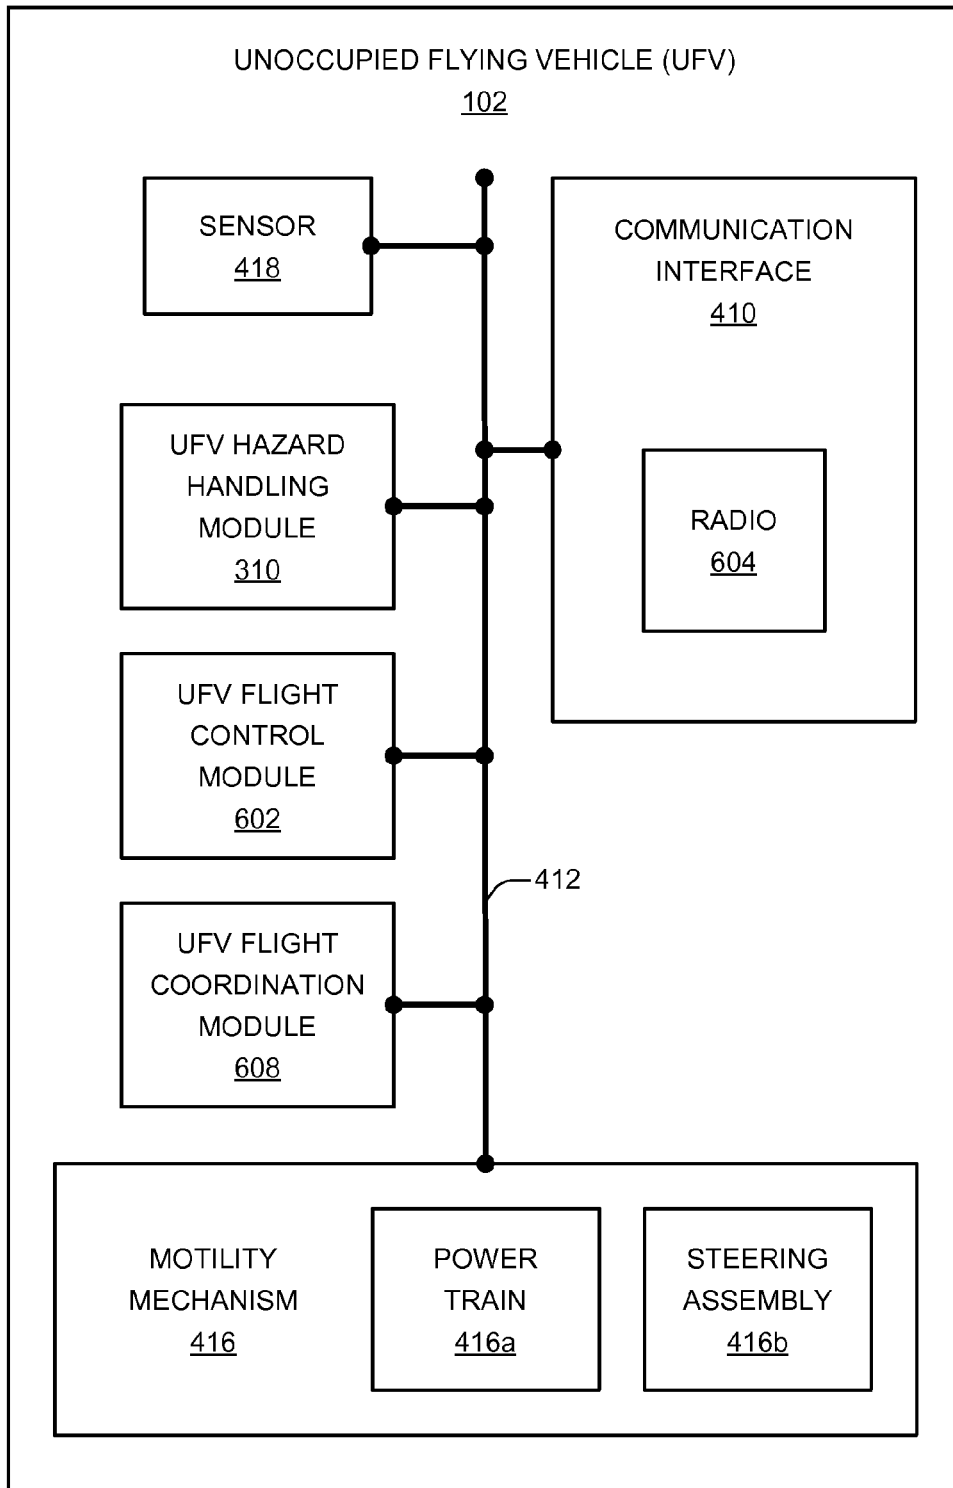 UNOCCUPIED FLYING VEHICLE (UFV)
102
SENSOR
418
COMMUNICATION
INTERFACE
410
UFV HAZARD
HANDLING
MODULE
310
RADIO
604
UFV FLIGHT
CONTROL
MODULE
602
412
UFV FLIGHT
COORDINATION
MODULE
608
MOTILITY
MECHANISM
416
POWER
TRAIN
416a
STEERING
ASSEMBLY
416b